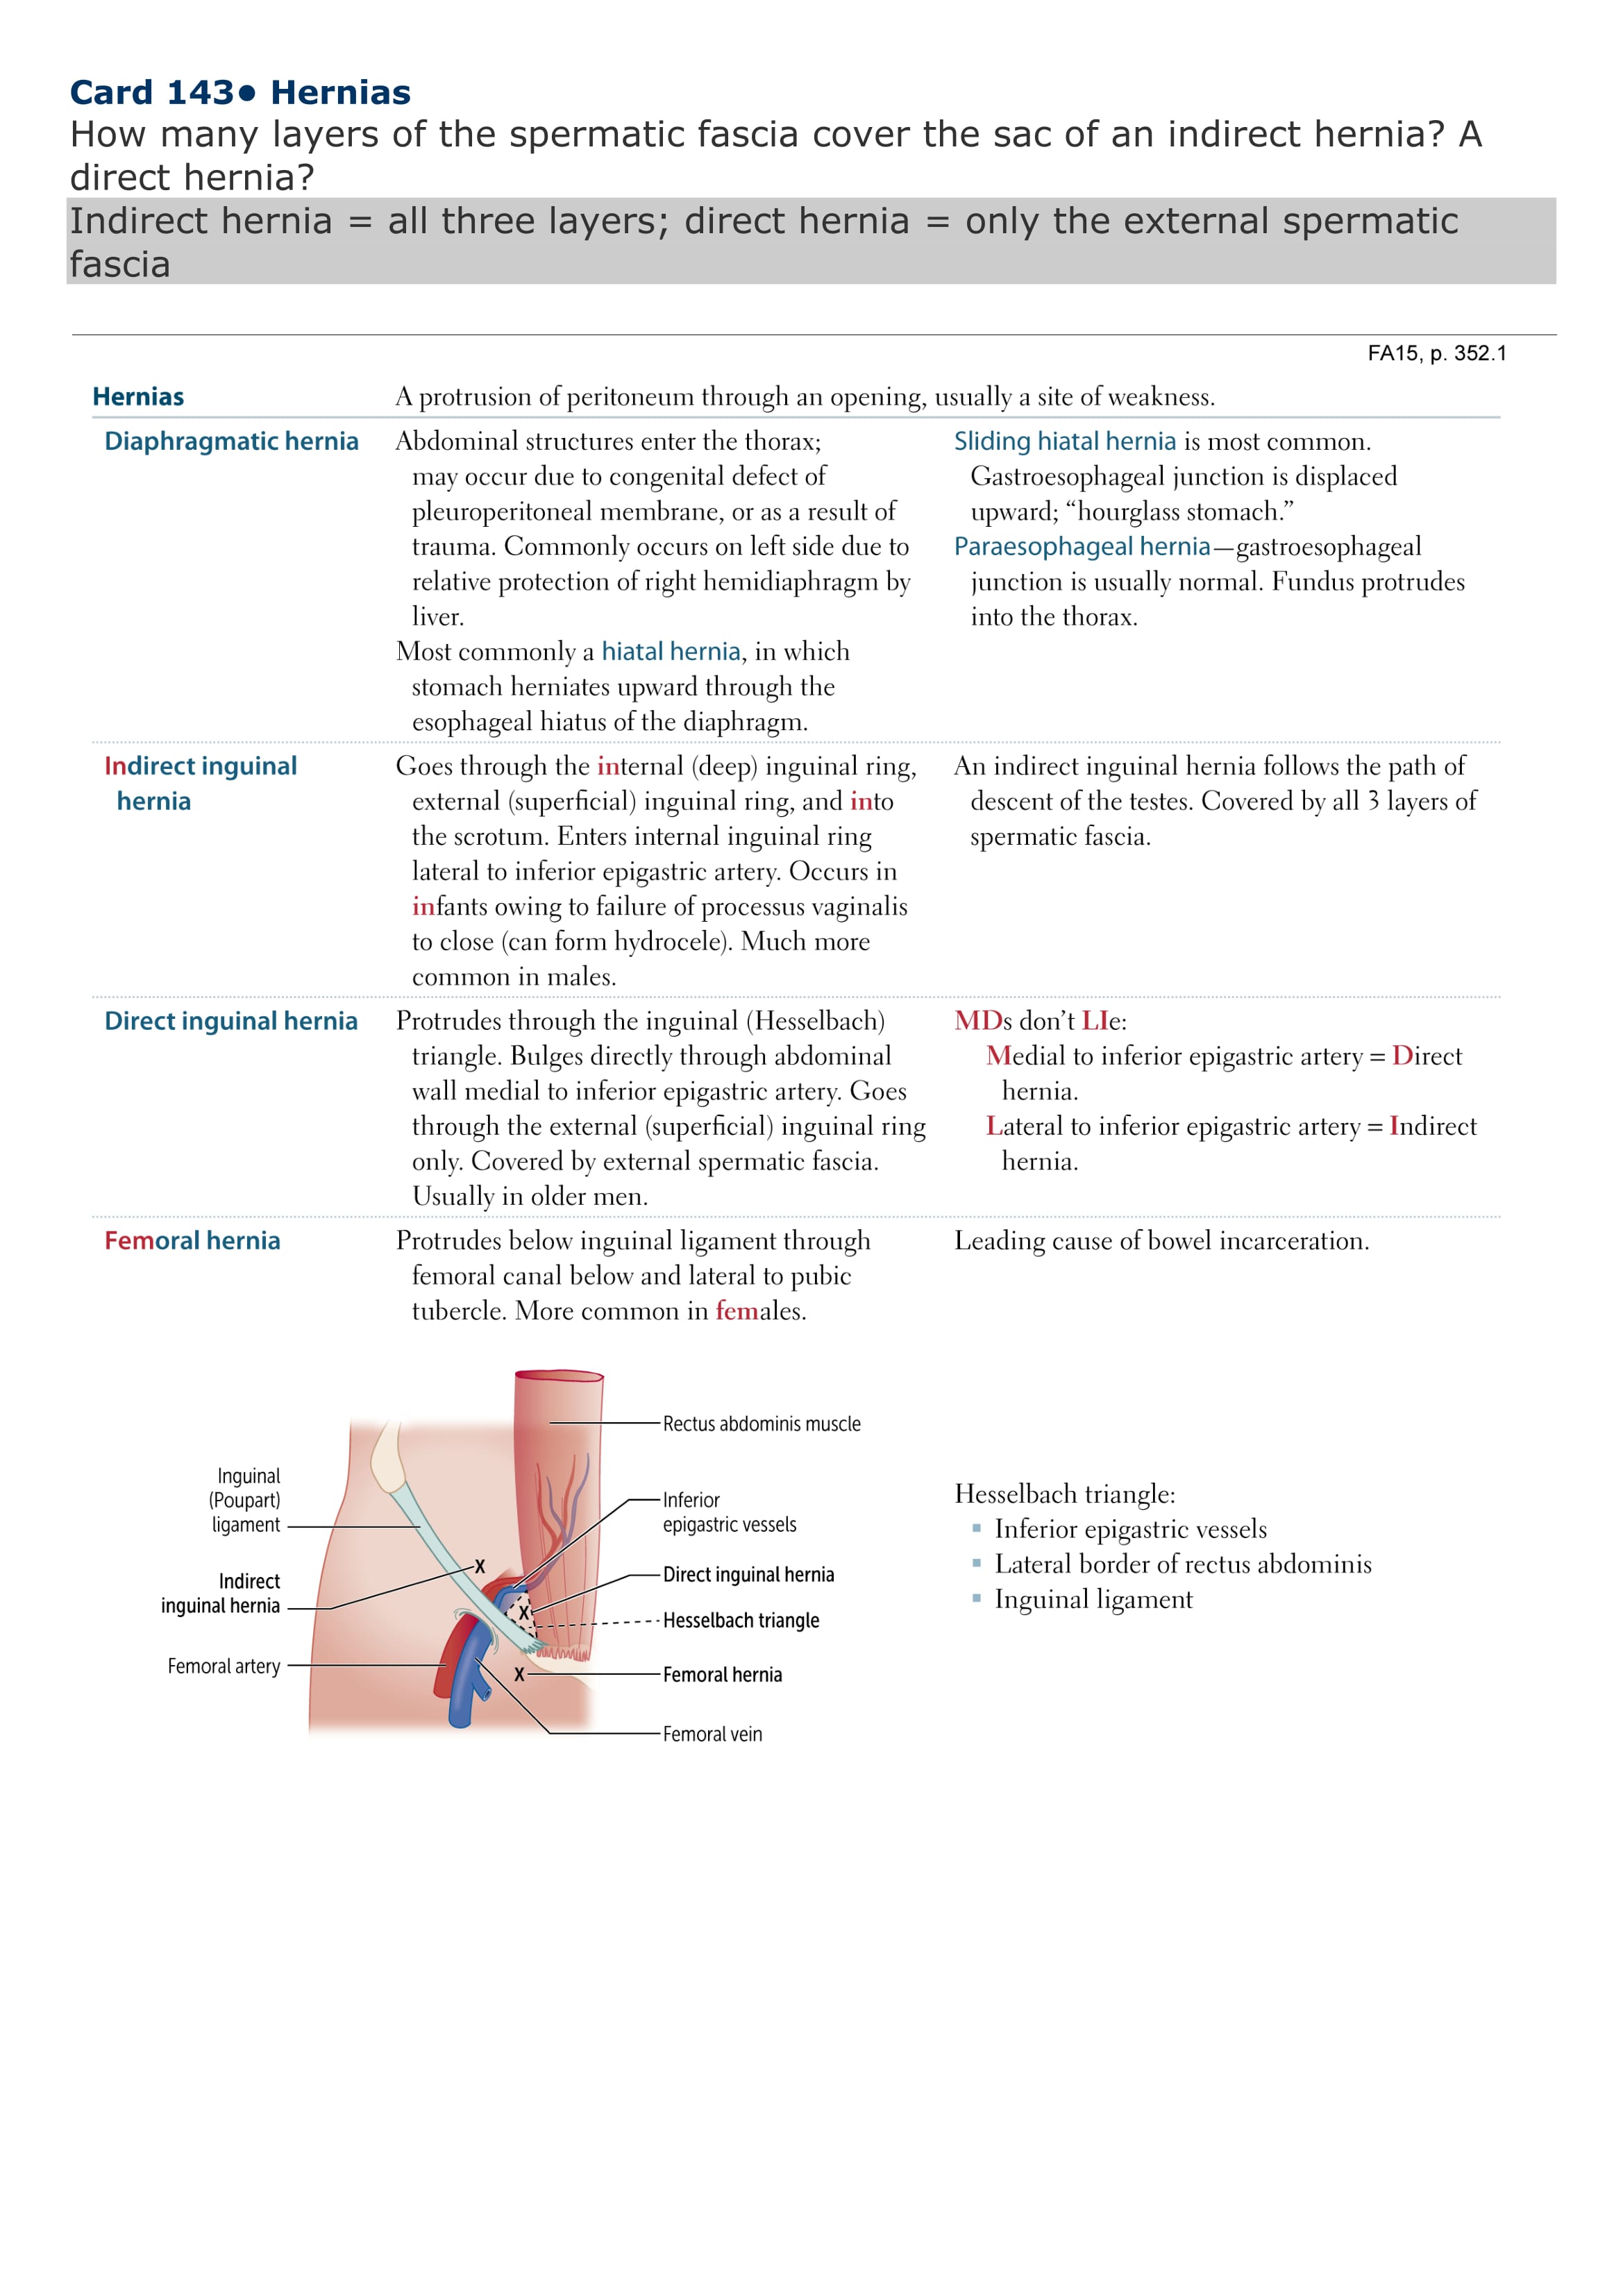 Card 143• Hernias
How many layers of the spermatic fascia cover the sac of an indirect hernia? A
direct hernia?
Indirect hernia = all three layers; direct hernia = only the external spermatic
fascia
FA15, p. 352.1
Hernias
A protrusion of peritoneum through an opening, usually a site of weakness.
Diaphragmatic hernia
Abdominal structures enter the thorax;
may occur due to congenital defect of
pleuroperitoneal membrane, or as a result of
trauma. Commonly occurs on left side due to
relative protection of right hemidiaphragm by
liver.
Most commonly a hiatal hernia, in which
stomach herniates upward through the
esophageal hiatus of the diaphragm.
Sliding hiatal hernia is most common.
Gastroesophageal junction is displaced
upward; “hourglass stomach.”
Paraesophageal hernia—gastroesophageal
junction is usually normal. Fundus protrudes
into the thorax.
Indirect inguinal
hernia
Goes through the internal (deep) inguinal ring,
external (superficial) inguinal ring, and into
the scrotum. Enters internal inguinal ring
lateral to inferior epigastric artery. Occurs in
infants owing to failure of processus vaginalis
to close (can form hydrocele). Much more
common in males.
An indirect inguinal hernia follows the path of
descent of the testes. Covered by all 3 layers of
spermatic fascia.
Direct inguinal hernia
Protrudes through the inguinal (Hesselbach)
triangle. Bulges directly through abdominal
wall medial to inferior epigastric artery. Goes
through the external (superficial) inguinal ring
only. Covered by external spermatic fascia.
Usually in older men.
MDs don’t LIe:
Medial to inferior epigastric artery = Direct
hernia.
Lateral to inferior epigastric artery = Indirect
hernia.
Femoral hernia
Protrudes below inguinal ligament through
femoral canal below and lateral to pubic
tubercle. More common in females.
Leading cause of bowel incarceration.
Rectus abdominis muscle
Inguinal
(Poupart)
ligament
Inferior
epigastric vessels
X
Indirect
inguinal hernia
Direct inguinal hernia
X
Hesselbach triangle
Femoral artery
X
Femoral hernia
Femoral vein
Hesselbach triangle:
▪ Inferior epigastric vessels
▪ Lateral border of rectus abdominis
▪ Inguinal ligament